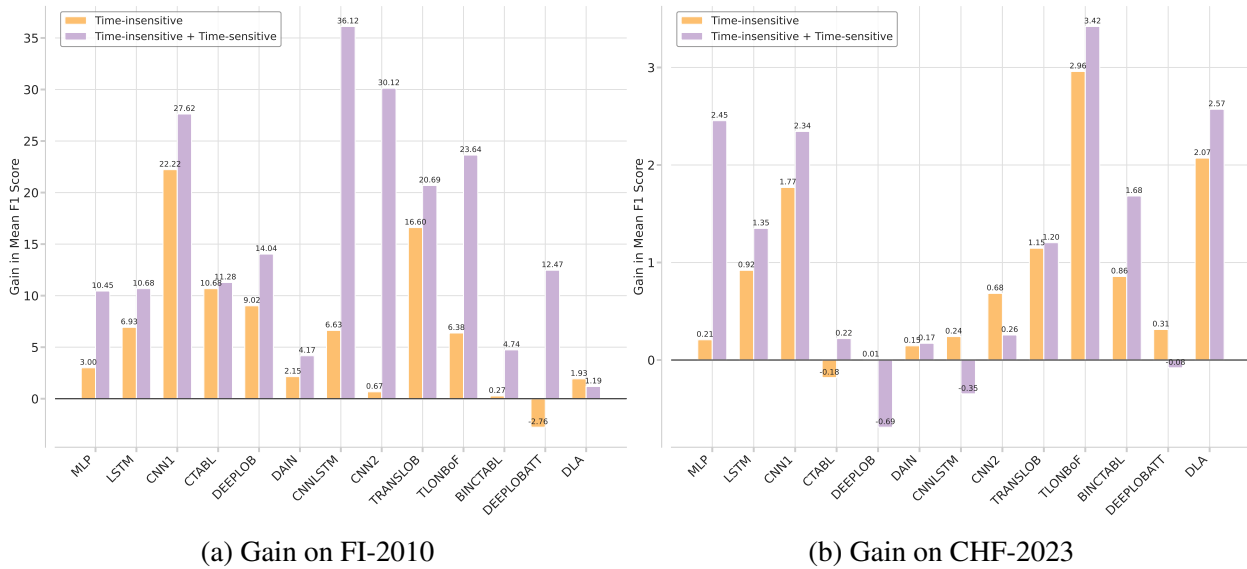 Time-insensitive
Time-insensitive + Time-sensitive
Gain in Mean F1 Score
35
30
25
20
15
10
5
0
3.00
10.45
6.93
10.68
22.22
27.62
10.68
11.28
9.02
14.04
2.15
4.17
6.63
36.12
0.67
30.12
16.60
20.69
6.38
23.64
0.27
4.74
-2.76
12.47
1.93
1.19
MLP
LSTM
CNN1
CTABL
DEEPLOB
DAIN
CNNLSTM
CNN2
TRANSLOB
TLONBoF
BINCTABL
DEEPLOBATT
DLA
(a) Gain on FI-2010
Time-insensitive
Time-insensitive + Time-sensitive
Gain in Mean F1 Score
3
2
1
0
0.21
2.45
0.92
1.35
1.77
2.34
-0.18
0.22
0.01
-0.69
0.15
0.17
0.24
-0.35
0.68
0.26
1.15
1.20
2.96
3.42
0.86
1.68
0.31
-0.08
2.07
2.57
MLP
LSTM
CNN1
CTABL
DEEPLOB
DAIN
CNNLSTM
CNN2
TRANSLOB
TLONBoF
BINCTABL
DEEPLOBATT
DLA
(b) Gain on CHF-2023